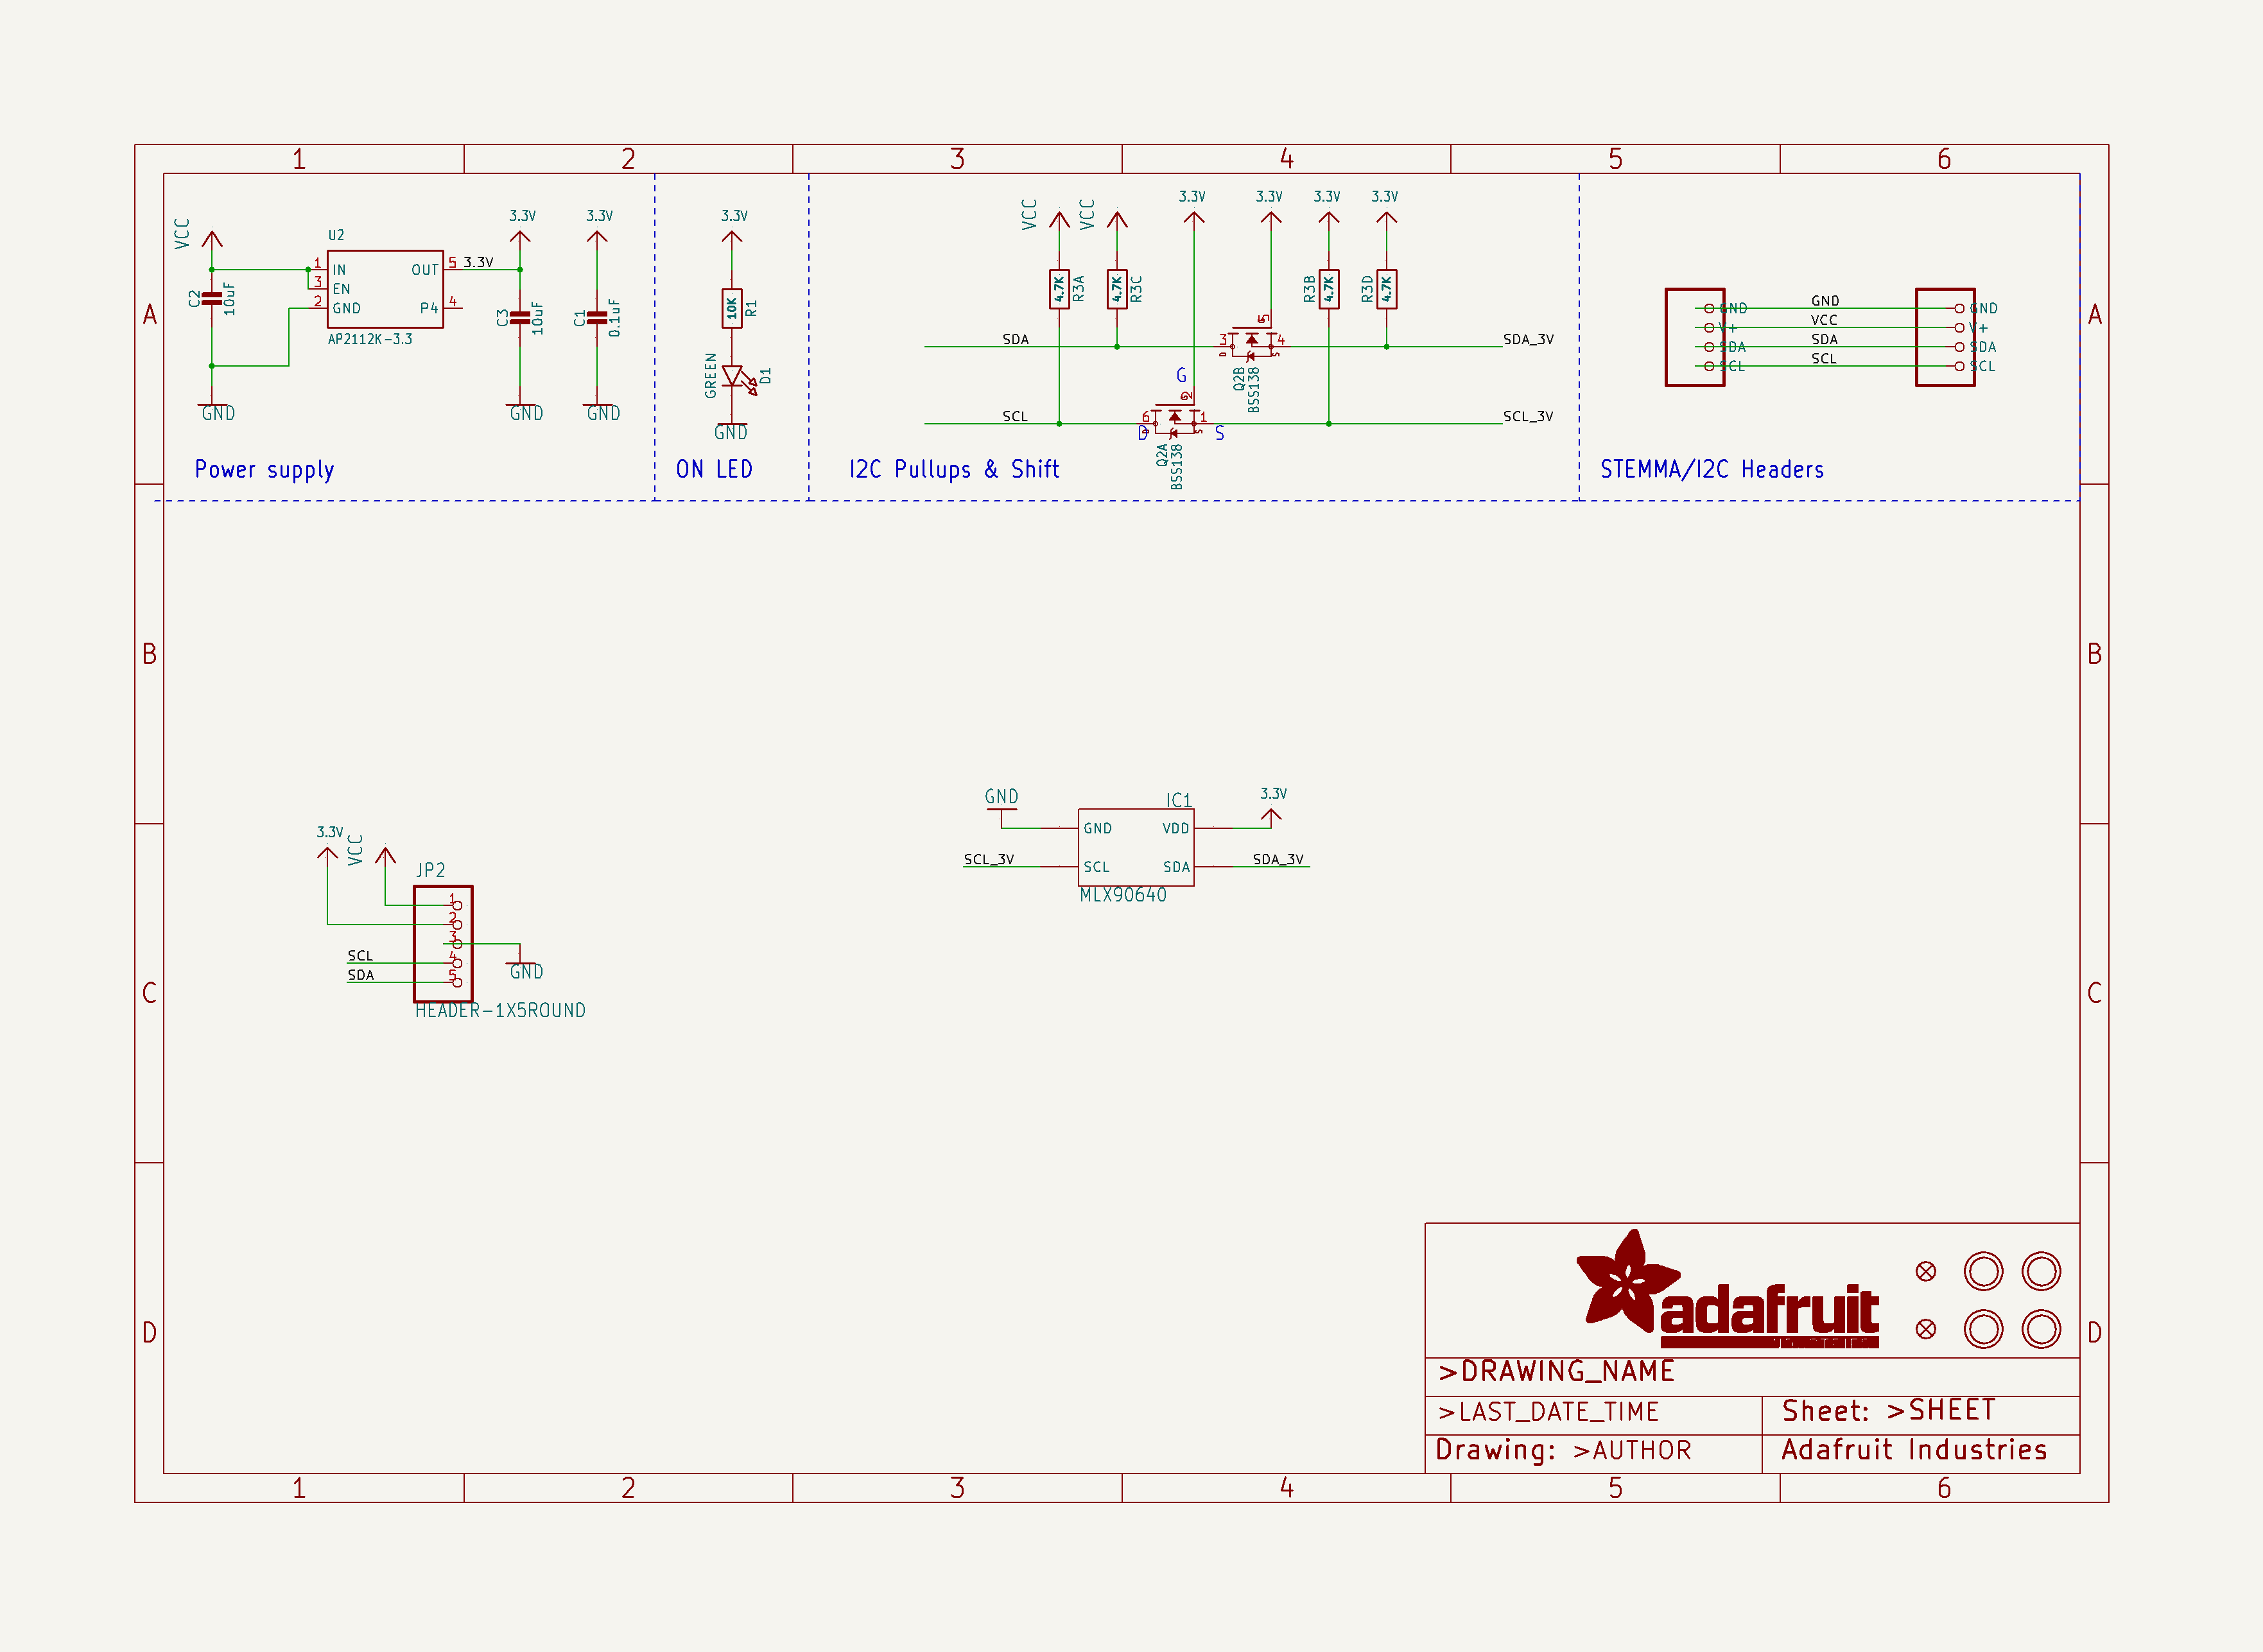 1 2 3 4 5 6
A A
B B
C C
D D
1 2 3 4 5 6
VCC
C2
10uF
GND
U2
1 IN
3 EN
2 GND
OUT 5
P4 4
AP2112K-3.3
3.3V
3.3V
C3
10uF
GND
3.3V
C1
0.1uF
GND
Power supply
3.3V
10K
R1
GREEN
D1
GND
ON LED
VCC
VCC
3.3V
3.3V
3.3V
3.3V
4.7K
R3A
4.7K
R3C
R3B
4.7K
R3D
4.7K
SDA
3
D
5
G
4
S
SDA_3V
Q2B
BSS138
G
2
G
SCL
6
D
D
1
S
S
SCL_3V
Q2A
BSS138
I2C Pullups & Shift
GND
V+
SDA
SCL
GND
VCC
SDA
SCL
GND
V+
SDA
SCL
STEMMA/I2C Headers
3.3V
VCC
JP2
1
2
3
4
5
SCL
SDA
GND
HEADER-1X5ROUND
GND
IC1
3.3V
GND
VDD
SCL_3V
SCL
SDA
SDA_3V
MLX90640
adafruit
>DRAWING_NAME
>LAST_DATE_TIME
Sheet: >SHEET
Drawing: >AUTHOR
Adafruit Industries